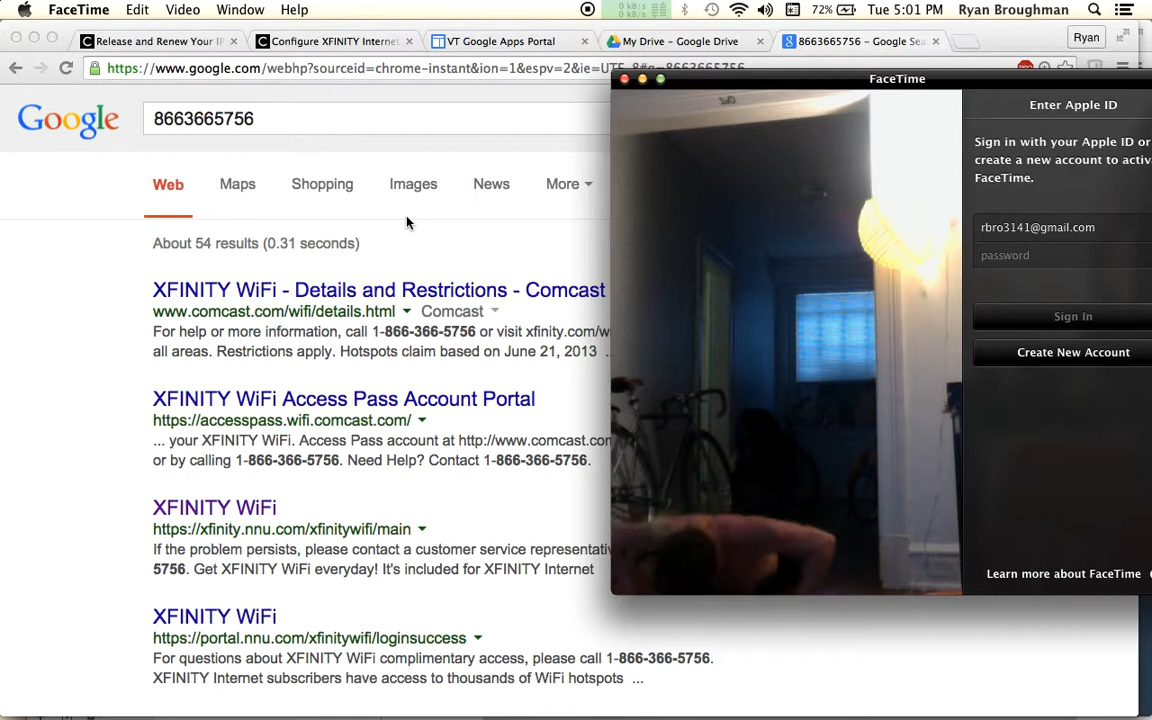 FaceTime Edit Video Window Help 0 kB/s 0 kB/s 72% Tue 5:01 PM Ryan Broughman
Release and Renew Your IP Configure XFINITY Internet VT Google Apps Portal My Drive - Google Drive 8663665756 - Google Sea Ryan
https://www.google.com/webhp?sourceid=chrome-instant&ion=1&espv=2&ie=UTF-8#q=8663665756
Google 8663665756
Web Maps Shopping Images News More
About 54 results (0.31 seconds)
XFINITY WiFi - Details and Restrictions - Comcast
www.comcast.com/wifi/details.html Comcast
For help or more information, call 1-866-366-5756 or visit xfinity.com/w
all areas. Restrictions apply. Hotspots claim based on June 21, 2013 ..
XFINITY WiFi Access Pass Account Portal
https://accesspass.wifi.comcast.com/
... your XFINITY WiFi. Access Pass account at http://www.comcast.com
or by calling 1-866-366-5756. Need Help? Contact 1-866-366-5756.
XFINITY WiFi
https://xfinity.nnu.com/xfinitywifi/main
If the problem persists, please contact a customer service representativ
5756. Get XFINITY WiFi everyday! It's included for XFINITY Internet
XFINITY WiFi
https://portal.nnu.com/xfinitywifi/loginsuccess
For questions about XFINITY WiFi complimentary access, please call 1-866-366-5756.
XFINITY Internet subscribers have access to thousands of WiFi hotspots ...
FaceTime
Enter Apple ID
Sign in with your Apple ID or
create a new account to activa
FaceTime.
rbro3141@gmail.com
password
Sign In
Create New Account
Learn more about FaceTime